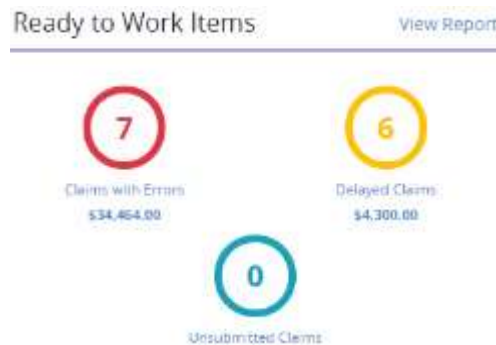 Ready to Work Items
View Report
7
6
Claims with Errors
Delayed Claims
$34,464.00
$4,300.00
0
Unsubmitted Claims